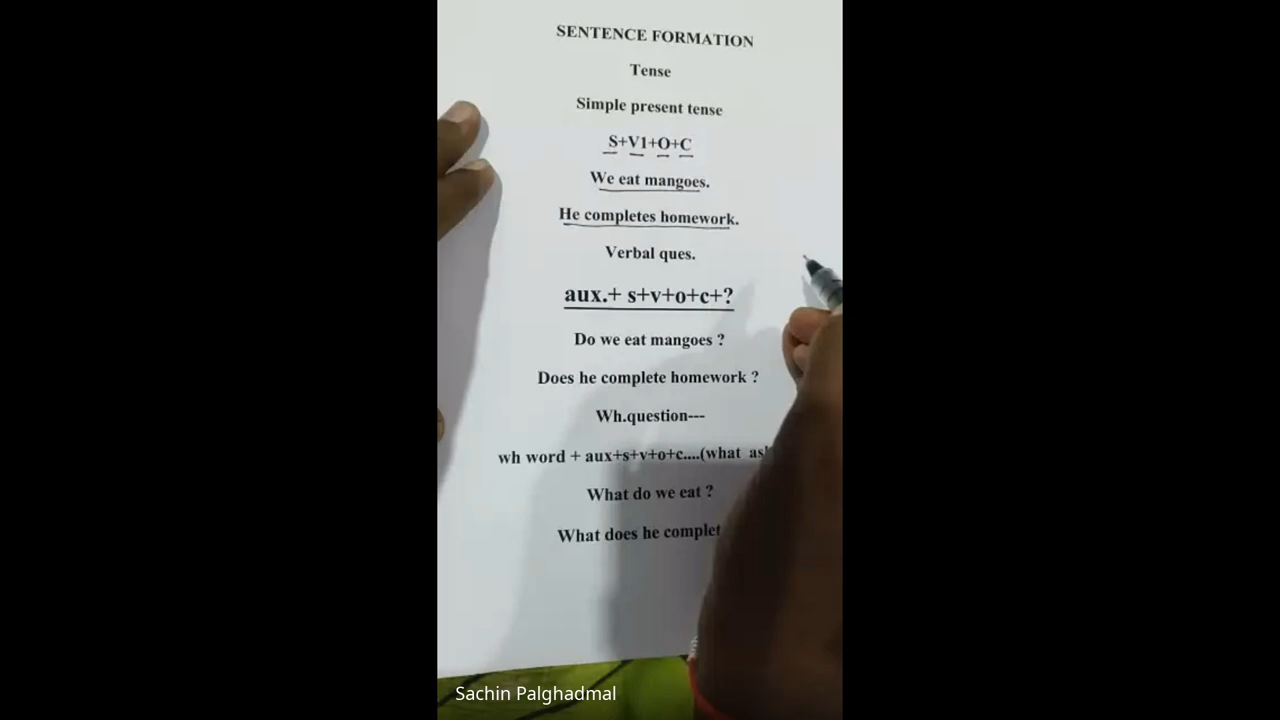 SENTENCE FORMATION
Tense
Simple present tense
S+V1+O+C
We eat mangoes.
He completes homework.
Verbal ques.
aux.+ s+v+o+c+?
Do we eat mangoes ?
Does he complete homework ?
Wh.question---
wh word + aux+s+v+o+c....(what
What do we eat ?
What does he
Sachin Palghadmal